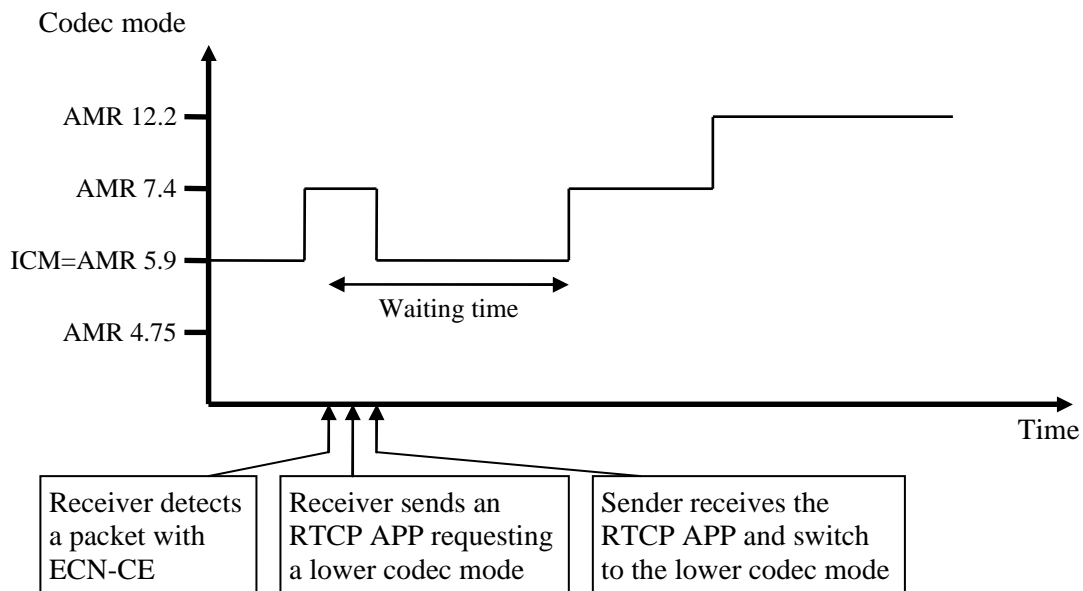 Codec mode
AMR 12.2
AMR 7.4
ICM=AMR 5.9
Waiting time
AMR 4.75
Time
Receiver detects
a packet with
ECN-CE
Receiver sends an
RTCP APP requesting
a lower codec mode
Sender receives the
RTCP APP and switch
to the lower codec mode